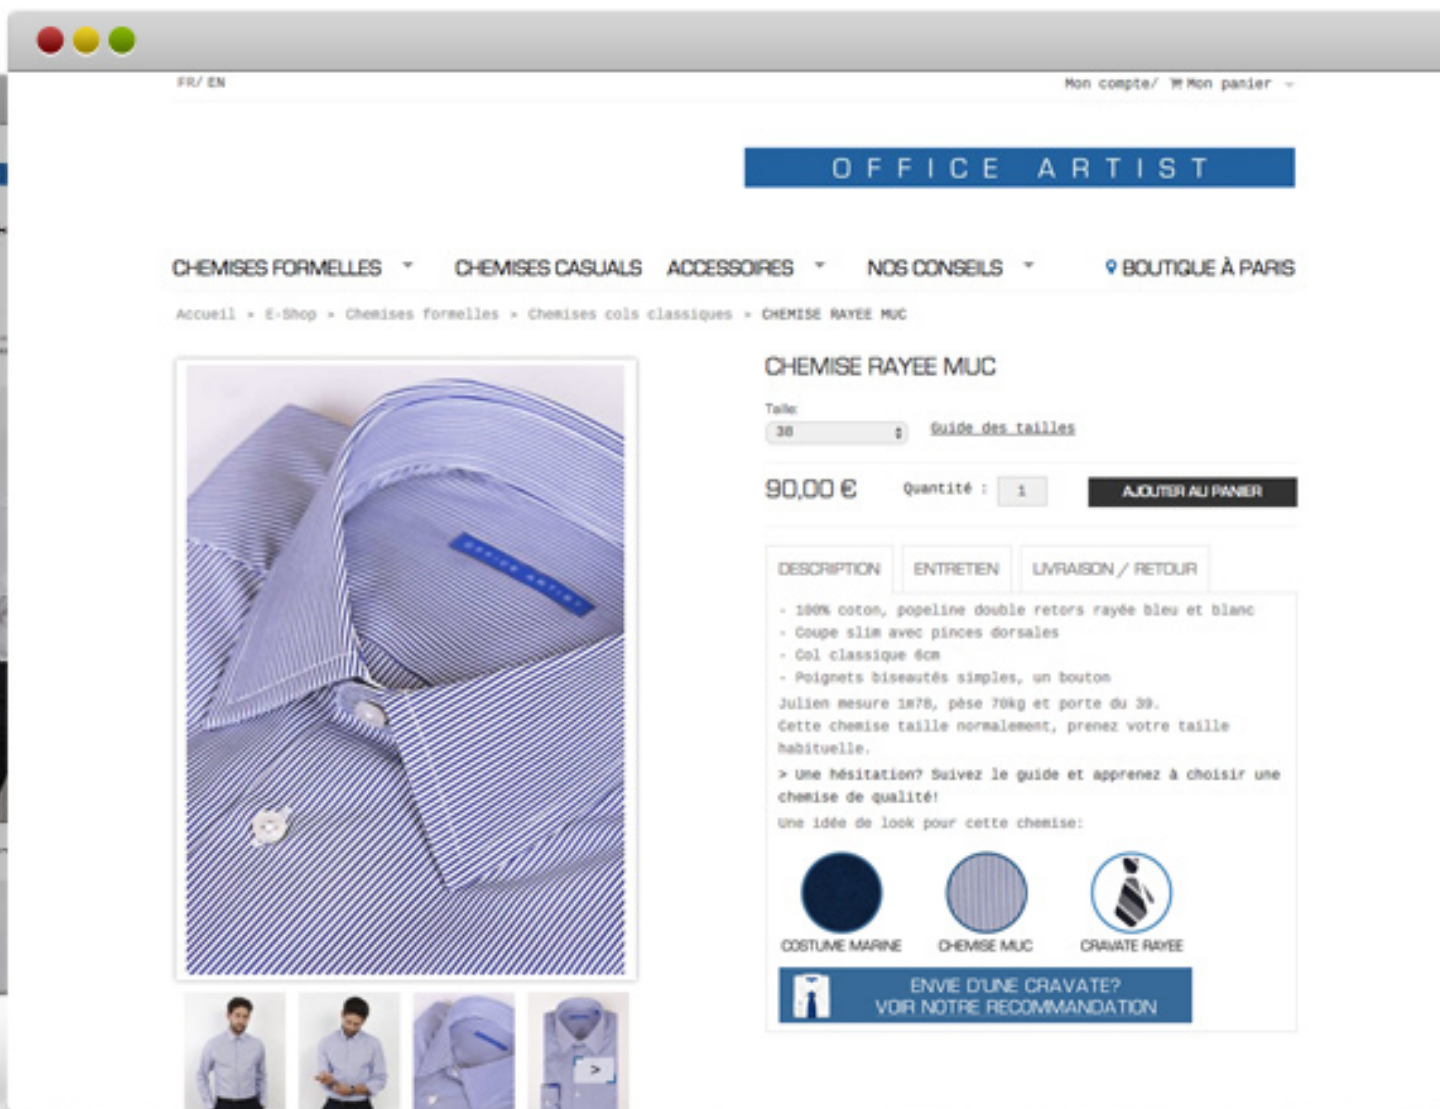 FR/ EN
Mon compte/ Mon panier
OFFICE ARTIST
CHEMISES FORMELLES CHEMISES CASUALS ACCESSOIRES NOS CONSEILS BOUTIQUE À PARIS
Accueil » E-Shop » Chemises formelles » Chemises cols classiques » CHEMISE RAYEE MUC
OFFICE ARTIST
CHEMISE RAYEE MUC
Taille:
38 Guide des tailles
90,00 € Quantité : 1 AJOUTER AU PANIER
DESCRIPTION ENTRETIEN LIVRAISON / RETOUR
- 100% coton, popeline double retors rayée bleu et blanc
- Coupe slim avec pinces dorsales
- Col classique 6cm
- Poignets biseautés simples, un bouton
Julien mesure 1m78, pèse 70kg et porte du 39.
Cette chemise taille normalement, prenez votre taille
habituelle.
> Une hésitation? Suivez le guide et apprenez à choisir une
chemise de qualité!
Une idée de look pour cette chemise:
COSTUME MARINE CHEMISE MUC CRAVATE RAYEE
ENVIE D'UNE CRAVATE?
VOIR NOTRE RECOMMANDATION
>